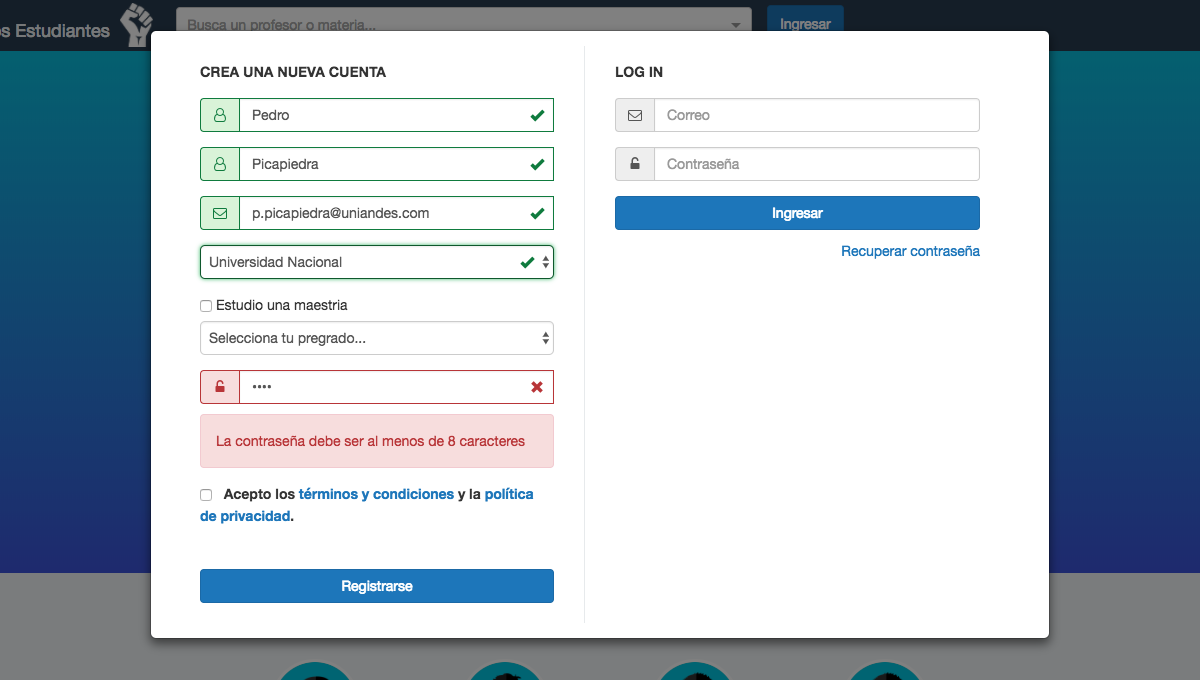 s Estudiantes
Busca un profesor o materia...
Ingresar
CREA UNA NUEVA CUENTA
Pedro
Picapiedra
p.picapiedra@uniandes.com
Universidad Nacional
Estudio una maestria
Selecciona tu pregrado...
••••
La contraseña debe ser al menos de 8 caracteres
Acepto los términos y condiciones y la política
de privacidad.
Registrarse
LOG IN
Correo
Contraseña
Ingresar
Recuperar contraseña